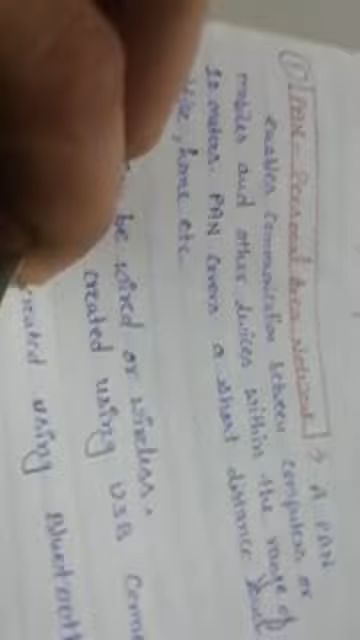 ① PAN - Personal Area Network → A PAN
enables communication between computers or
mobiles and other devices within the range of
10 meters. PAN covers a short distance
, home etc
be wired or wireless.
created using USB
created using Bluetooth